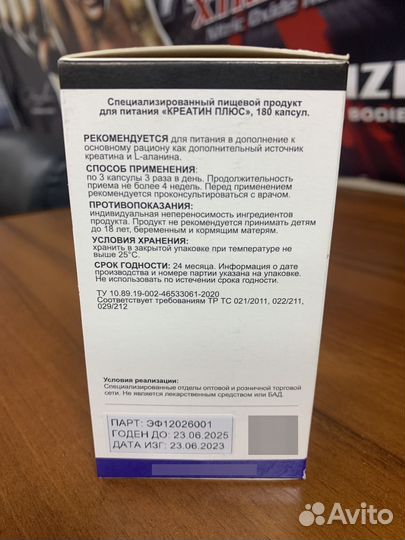 Специализированный пищевой продукт
для питания «КРЕАТИН ПЛЮС», 180 капсул.
РЕКОМЕНДУЕТСЯ для питания в дополнение к
основному рациону как дополнительный источник
креатина и L-аланина.
СПОСОБ ПРИМЕНЕНИЯ:
по 3 капсулы 3 раза в день. Продолжительность
приема не более 4 недель. Перед применением
рекомендуется проконсультироваться с врачом.
ПРОТИВОПОКАЗАНИЯ:
индивидуальная непереносимость ингредиентов
продукта. Продукт не рекомендуется принимать детям
до 18 лет, беременным и кормящим матерям.
УСЛОВИЯ ХРАНЕНИЯ:
хранить в закрытой упаковке при температуре не
выше 25°С.
СРОК ГОДНОСТИ: 24 месяца. Информация о дате
производства и номере партии указана на упаковке.
Не использовать по истечении срока годности.
ТУ 10.89.19-002-46533061-2020
Соответствует требованиям ТР ТС 021/2011, 022/211,
029/212
Условия реализации:
Специализированные отделы оптовой и розничной торговой
сети. Не является лекарственным средством или БАД.
ПАРТ: ЭФ12026001
ГОДЕН ДО: 23.06.2025
ДАТА ИЗГ: 23.06.2023
Avito